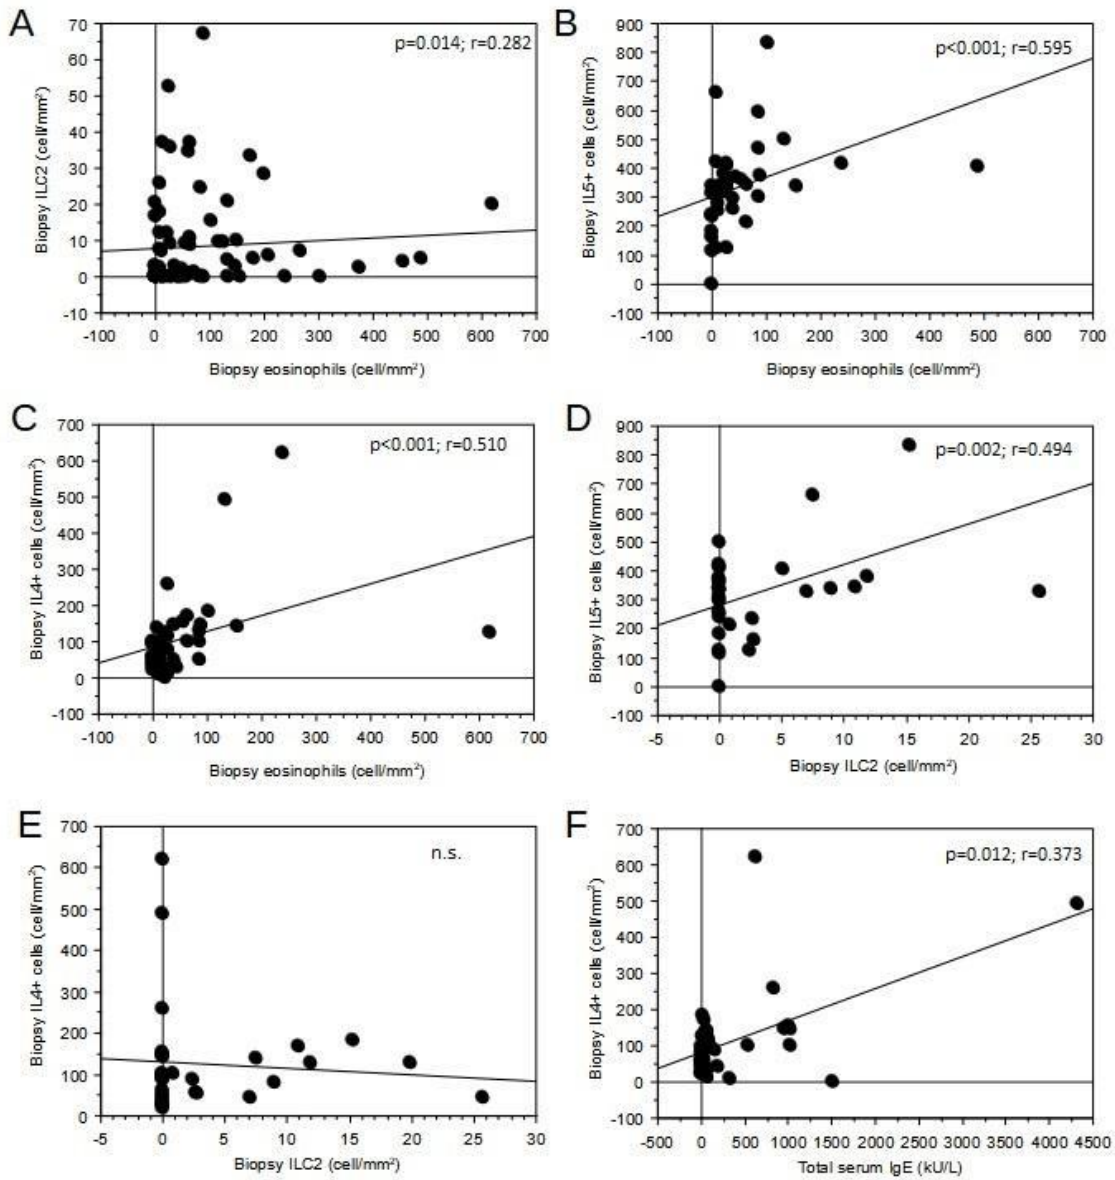 A
B
p=0.014; r=0.282
p<0.001; r=0.595
Biopsy ILC2 (cell/mm²)
70
60
50
40
30
20
10
0
-10
-100 0 100 200 300 400 500 600 700
Biopsy eosinophils (cell/mm²)
Biopsy IL5+ cells (cell/mm²)
900
800
700
600
500
400
300
200
100
0
-100
-100 0 100 200 300 400 500 600 700
Biopsy eosinophils (cell/mm²)
C
p<0.001; r=0.510
Biopsy IL4+ cells (cell/mm²)
700
600
500
400
300
200
100
0
-100
-100 0 100 200 300 400 500 600 700
Biopsy eosinophils (cell/mm²)
D
p=0.002; r=0.494
Biopsy IL5+ cells (cell/mm²)
900
800
700
600
500
400
300
200
100
0
-100
-5 0 5 10 15 20 25 30
Biopsy ILC2 (cell/mm²)
E
n.s.
Biopsy IL4+ cells (cell/mm²)
700
600
500
400
300
200
100
0
-5 0 5 10 15 20 25 30
Biopsy ILC2 (cell/mm²)
F
p=0.012; r=0.373
Biopsy IL4+ cells (cell/mm²)
700
600
500
400
300
200
100
0
-100
-500 0 500 1000 1500 2000 2500 3000 3500 4000 4500
Total serum IgE (kU/L)